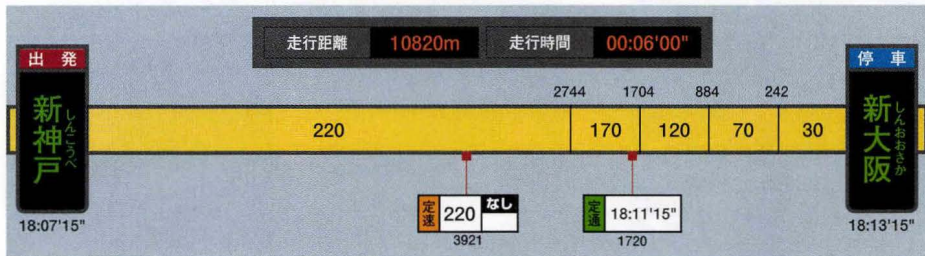 走行距離 10820m 走行時間 00:06'00"
出発
新神戸
しんこうべ
18:07'15"
2744 1704 884 242
220 170 120 70 30
定速 220 なし
3921
定通 18:11'15"
1720
停車
新大阪
しんおおさか
18:13'15"